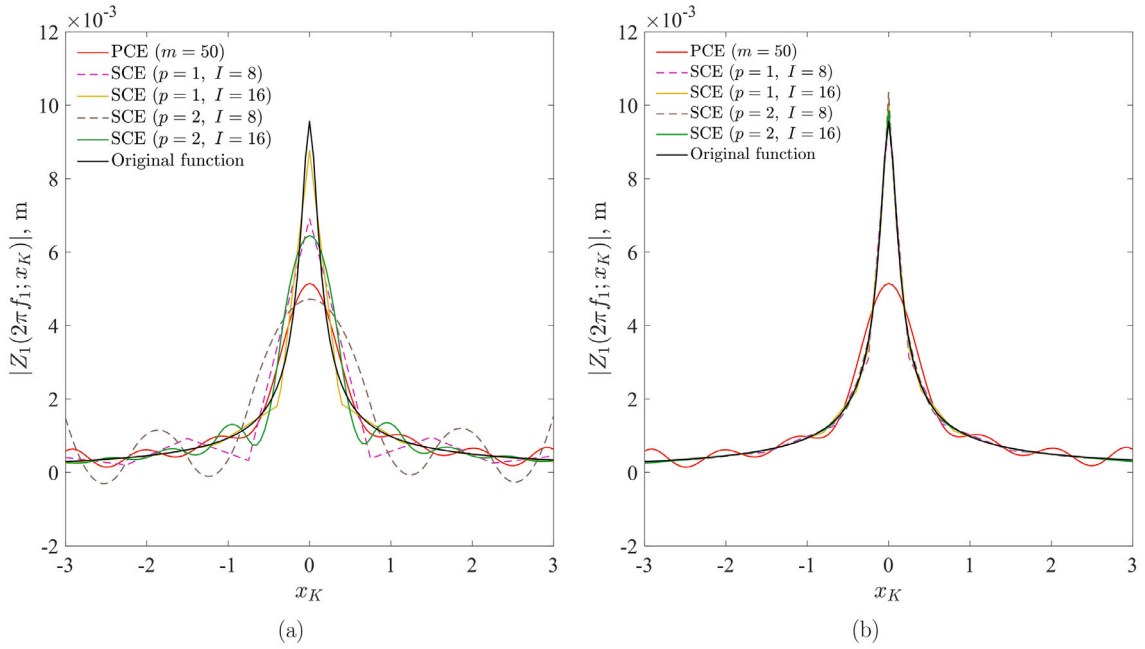 ×10⁻³
12
10
8
6
4
2
0
-2
-3 -2 -1 0 1 2 3
|Z₁(2πf₁; x_K)|, m
x_K
PCE (m = 50)
SCE (p = 1, I = 8)
SCE (p = 1, I = 16)
SCE (p = 2, I = 8)
SCE (p = 2, I = 16)
Original function
(a)
×10⁻³
12
10
8
6
4
2
0
-2
-3 -2 -1 0 1 2 3
|Z₁(2πf₁; x_K)|, m
x_K
PCE (m = 50)
SCE (p = 1, I = 8)
SCE (p = 1, I = 16)
SCE (p = 2, I = 8)
SCE (p = 2, I = 16)
Original function
(b)